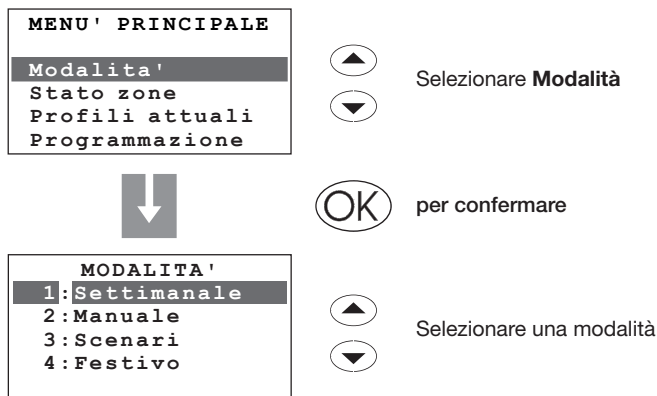 MENU' PRINCIPALE
Modalita'
Stato zone
Profili attuali
Programmazione
Selezionare Modalità
OK
per confermare
MODALITA'
1:Settimanale
2:Manuale
3:Scenari
4:Festivo
Selezionare una modalità